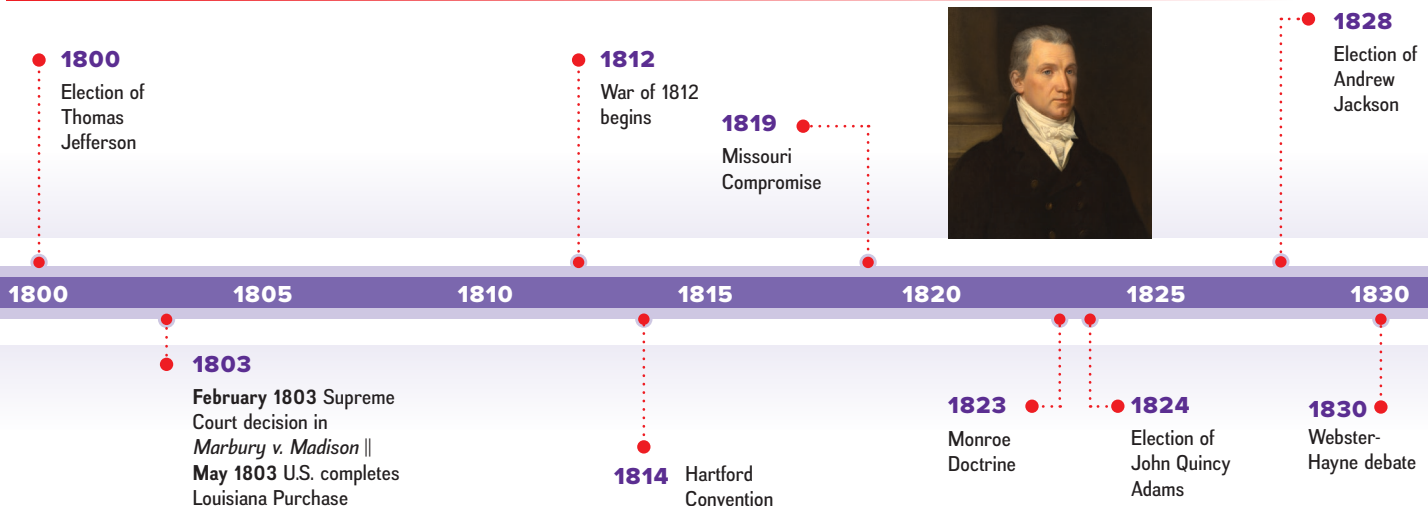 1800
Election of
Thomas
Jefferson
1812
War of 1812
begins
1819
Missouri
Compromise
1828
Election of
Andrew
Jackson
1800 1805 1810 1815 1820 1825 1830
1803
February 1803 Supreme
Court decision in
Marbury v. Madison ||
May 1803 U.S. completes
Louisiana Purchase
1814 Hartford
Convention
1823
Monroe
Doctrine
1824
Election of
John Quincy
Adams
1830
Webster-
Hayne debate